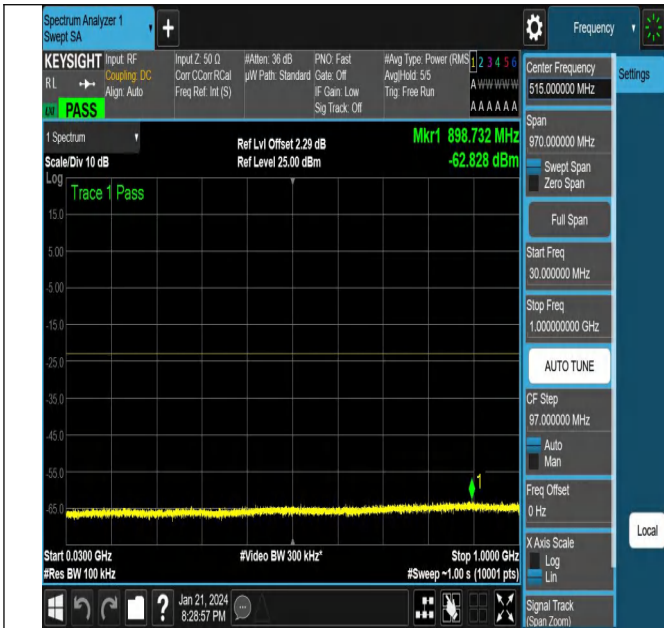 Spectrum Analyzer 1
Swept SA
+
Frequency
KEYSIGHT
RL
PASS
Input: RF
Coupling: DC
Align: Auto
Input Z: 50 Ω
Corr CCorr RCal
Freq Ref: Int (S)
#Atten: 36 dB
µW Path: Standard
PNO: Fast
Gate: Off
IF Gain: Low
Sig Track: Off
#Avg Type: Power (RMS
Avg|Hold: 5/5
Trig: Free Run
1 2 3 4 5 6
A W W W W W
A A A A A A
Center Frequency
515.000000 MHz
Settings
Span
970.000000 MHz
Swept Span
Zero Span
Full Span
Start Freq
30.000000 MHz
Stop Freq
1.000000000 GHz
AUTO TUNE
CF Step
97.000000 MHz
Auto
Man
Freq Offset
0 Hz
X Axis Scale
Log
Lin
Signal Track
(Span Zoom)
Local
1 Spectrum
Scale/Div 10 dB
Log
Ref Lvl Offset 2.29 dB
Ref Level 25.00 dBm
Mkr1 898.732 MHz
-62.828 dBm
Trace 1 Pass
15.0
5.00
-5.00
-15.0
-25.0
-35.0
-45.0
-55.0
-65.0
1
Start 0.0300 GHz
#Res BW 100 kHz
#Video BW 300 kHz*
Stop 1.0000 GHz
#Sweep ~1.00 s (10001 pts)
?
Jan 21, 2024
8:28:57 PM